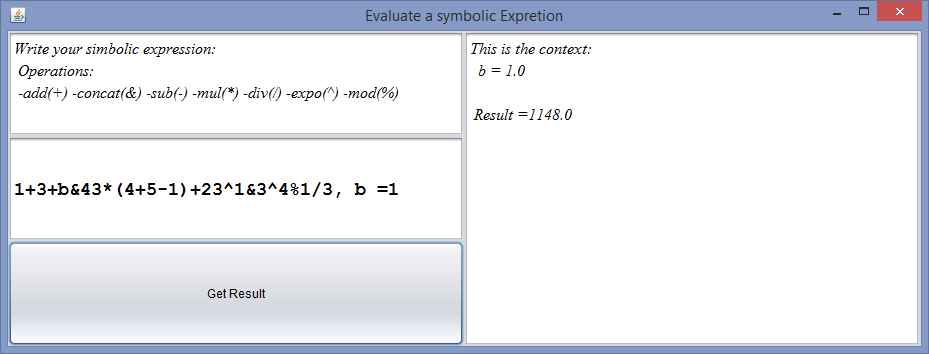 Evaluate a symbolic Expretion
Write your simbolic expression:
Operations:
-add(+) -concat(&) -sub(-) -mul(*) -div(/) -expo(^) -mod(%)
1+3+b&43*(4+5-1)+23^1&3^4%1/3, b =1
Get Result
This is the context:
b = 1.0
Result =1148.0